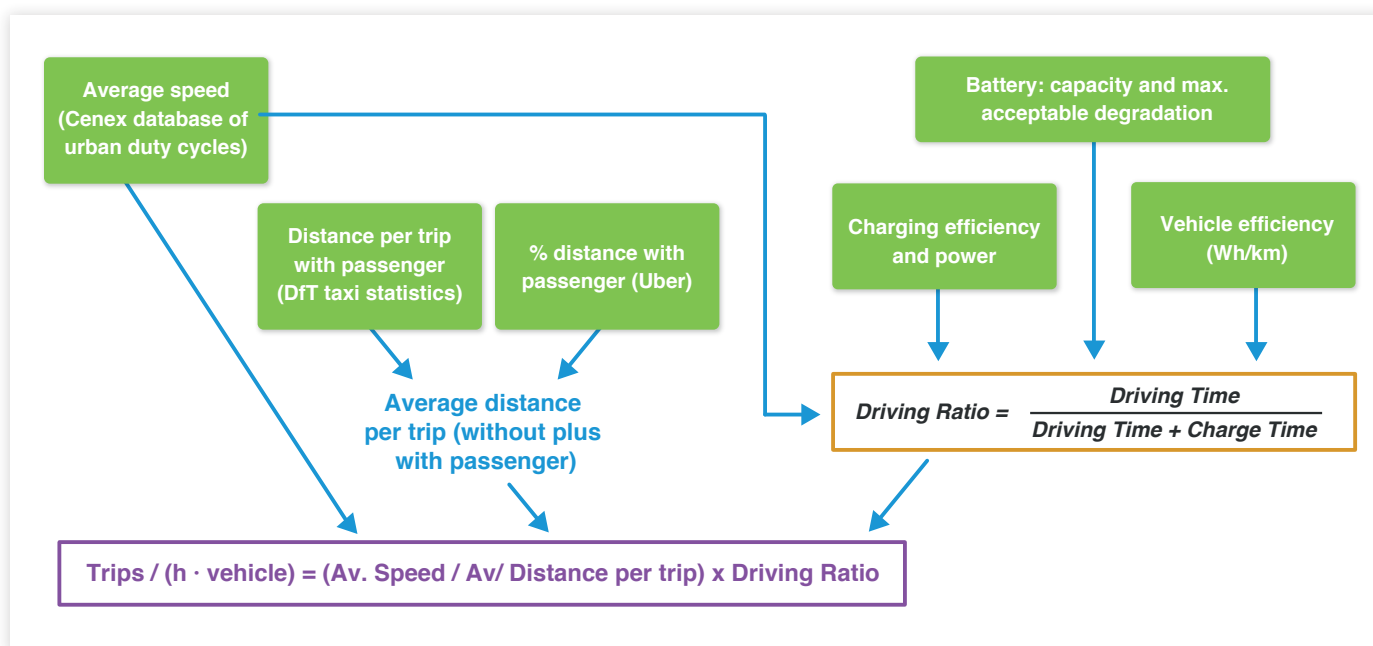 Average speed
(Cenex database of
urban duty cycles)
Battery: capacity and max.
acceptable degradation
Distance per trip
with passenger
(DfT taxi statistics)
% distance with
passenger (Uber)
Charging efficiency
and power
Vehicle efficiency
(Wh/km)
Average distance
per trip (without plus
with passenger)
Driving Ratio =
Driving Time
Driving Time + Charge Time
Trips / (h · vehicle) = (Av. Speed / Av/ Distance per trip) x Driving Ratio